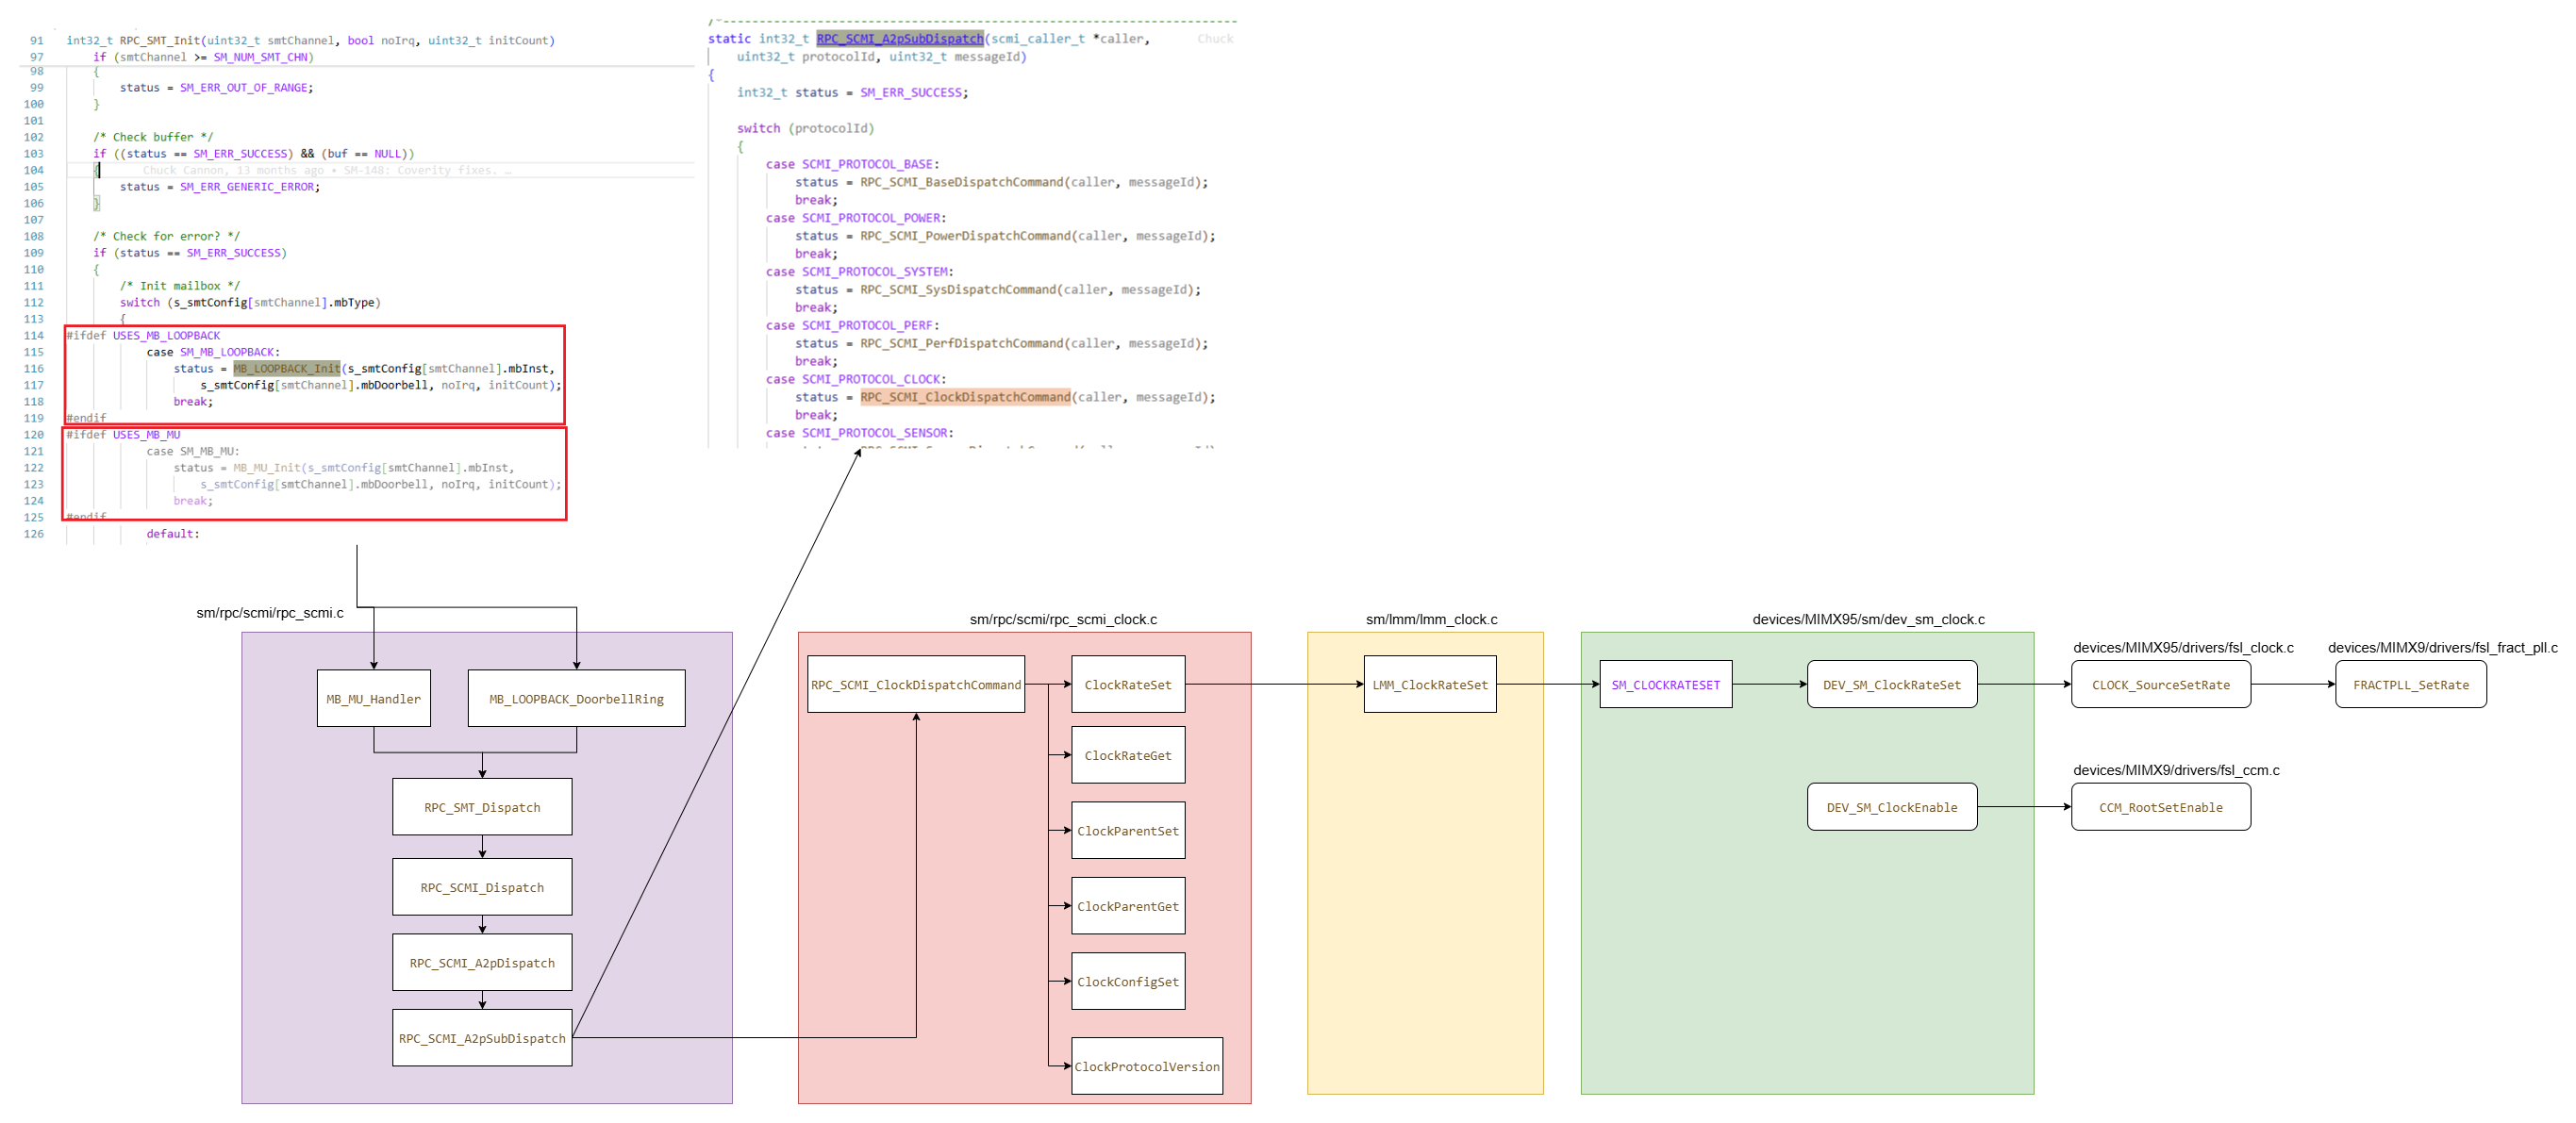 91 int32_t RPC_SMT_Init(uint32_t smtChannel, bool noIrq, uint32_t initCount)
97 if (smtChannel >= SM_NUM_SMT_CHN)
98 {
99 status = SM_ERR_OUT_OF_RANGE;
100 }
101
102 /* Check buffer */
103 if ((status == SM_ERR_SUCCESS) && (buf == NULL))
104 { Chuck Cannon, 13 months ago • SM-148: Coverity fixes. …
105 status = SM_ERR_GENERIC_ERROR;
106 }
107
108 /* Check for error? */
109 if (status == SM_ERR_SUCCESS)
110 {
111 /* Init mailbox */
112 switch (s_smtConfig[smtChannel].mbType)
113 {
114 #ifdef USES_MB_LOOPBACK
115 case SM_MB_LOOPBACK:
116 status = MB_LOOPBACK_Init(s_smtConfig[smtChannel].mbInst,
117 s_smtConfig[smtChannel].mbDoorbell, noIrq, initCount);
118 break;
119 #endif
120 #ifdef USES_MB_MU
121 case SM_MB_MU:
122 status = MB_MU_Init(s_smtConfig[smtChannel].mbInst,
123 s_smtConfig[smtChannel].mbDoorbell, noIrq, initCount);
124 break;
125 #endif
126 default:
static int32_t RPC_SCMI_A2pSubDispatch(scmi_caller_t *caller, Chuck
uint32_t protocolId, uint32_t messageId)
{
int32_t status = SM_ERR_SUCCESS;
switch (protocolId)
{
case SCMI_PROTOCOL_BASE:
status = RPC_SCMI_BaseDispatchCommand(caller, messageId);
break;
case SCMI_PROTOCOL_POWER:
status = RPC_SCMI_PowerDispatchCommand(caller, messageId);
break;
case SCMI_PROTOCOL_SYSTEM:
status = RPC_SCMI_SysDispatchCommand(caller, messageId);
break;
case SCMI_PROTOCOL_PERF:
status = RPC_SCMI_PerfDispatchCommand(caller, messageId);
break;
case SCMI_PROTOCOL_CLOCK:
status = RPC_SCMI_ClockDispatchCommand(caller, messageId);
break;
case SCMI_PROTOCOL_SENSOR:
sm/rpc/scmi/rpc_scmi.c
MB_MU_Handler
MB_LOOPBACK_DoorbellRing
RPC_SMT_Dispatch
RPC_SCMI_Dispatch
RPC_SCMI_A2pDispatch
RPC_SCMI_A2pSubDispatch
sm/rpc/scmi/rpc_scmi_clock.c
RPC_SCMI_ClockDispatchCommand
ClockRateSet
ClockRateGet
ClockParentSet
ClockParentGet
ClockConfigSet
ClockProtocolVersion
sm/lmm/lmm_clock.c
LMM_ClockRateSet
devices/MIMX95/sm/dev_sm_clock.c
SM_CLOCKRATESET
DEV_SM_ClockRateSet
DEV_SM_ClockEnable
devices/MIMX95/drivers/fsl_clock.c
CLOCK_SourceSetRate
devices/MIMX9/drivers/fsl_fract_pll.c
FRACTPLL_SetRate
devices/MIMX9/drivers/fsl_ccm.c
CCM_RootSetEnable